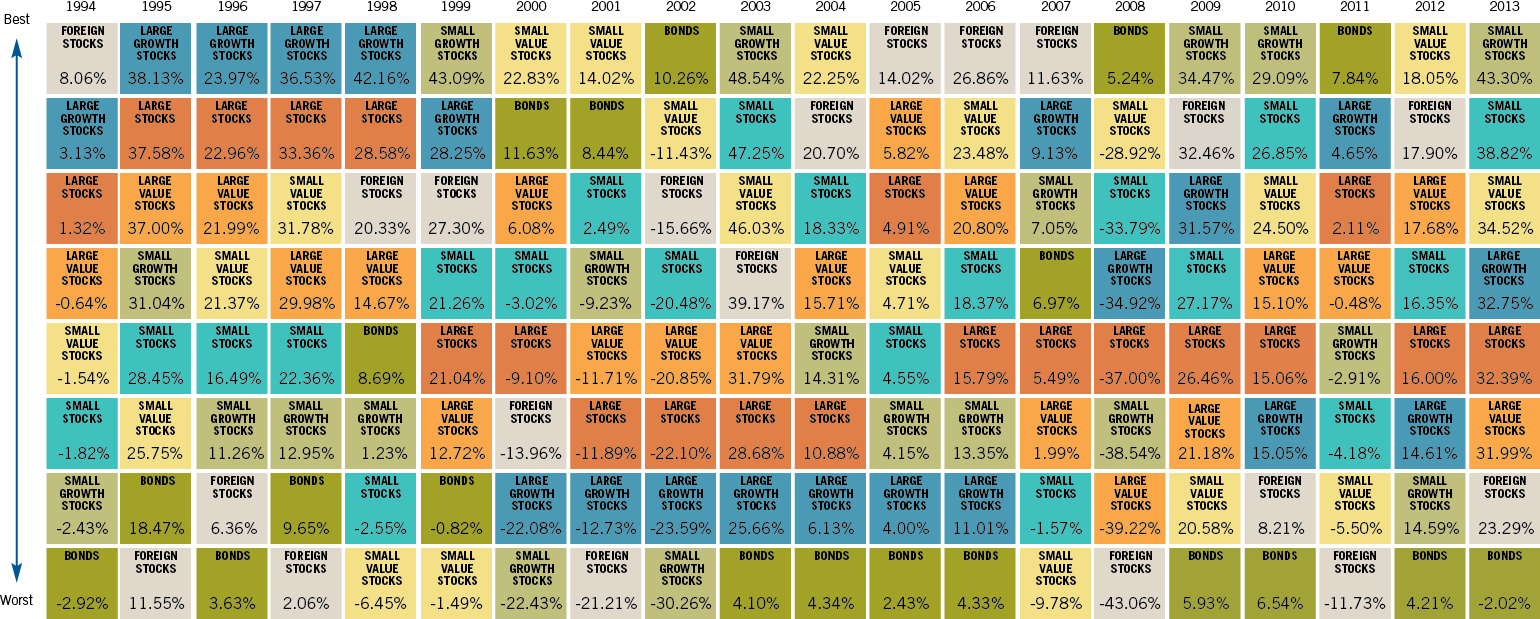 Best
1994 1995 1996 1997 1998 1999 2000 2001 2002 2003 2004 2005 2006 2007 2008 2009 2010 2011 2012 2013
FOREIGN STOCKS 8.06%
LARGE GROWTH STOCKS 38.13%
LARGE GROWTH STOCKS 23.97%
LARGE GROWTH STOCKS 36.53%
LARGE GROWTH STOCKS 42.16%
SMALL GROWTH STOCKS 43.09%
SMALL VALUE STOCKS 22.83%
SMALL VALUE STOCKS 14.02%
BONDS 10.26%
SMALL GROWTH STOCKS 48.54%
SMALL VALUE STOCKS 22.25%
FOREIGN STOCKS 14.02%
FOREIGN STOCKS 26.86%
FOREIGN STOCKS 11.63%
BONDS 5.24%
SMALL GROWTH STOCKS 34.47%
SMALL GROWTH STOCKS 29.09%
BONDS 7.84%
SMALL VALUE STOCKS 18.05%
SMALL GROWTH STOCKS 43.30%
LARGE GROWTH STOCKS 3.13%
LARGE STOCKS 37.58%
LARGE STOCKS 22.96%
LARGE STOCKS 33.36%
LARGE STOCKS 28.58%
LARGE GROWTH STOCKS 28.25%
BONDS 11.63%
BONDS 8.44%
SMALL VALUE STOCKS -11.43%
SMALL STOCKS 47.25%
FOREIGN STOCKS 20.70%
LARGE VALUE STOCKS 5.82%
SMALL VALUE STOCKS 23.48%
LARGE GROWTH STOCKS 9.13%
SMALL VALUE STOCKS -28.92%
FOREIGN STOCKS 32.46%
SMALL STOCKS 26.85%
LARGE GROWTH STOCKS 4.65%
FOREIGN STOCKS 17.90%
SMALL STOCKS 38.82%
LARGE STOCKS 1.32%
LARGE VALUE STOCKS 37.00%
LARGE VALUE STOCKS 21.99%
SMALL VALUE STOCKS 31.78%
FOREIGN STOCKS 20.33%
FOREIGN STOCKS 27.30%
LARGE VALUE STOCKS 6.08%
SMALL STOCKS 2.49%
FOREIGN STOCKS -15.66%
SMALL VALUE STOCKS 46.03%
SMALL STOCKS 18.33%
LARGE STOCKS 4.91%
LARGE VALUE STOCKS 20.80%
SMALL GROWTH STOCKS 7.05%
SMALL STOCKS -33.79%
LARGE GROWTH STOCKS 31.57%
SMALL VALUE STOCKS 24.50%
LARGE STOCKS 2.11%
LARGE VALUE STOCKS 17.68%
SMALL VALUE STOCKS 34.52%
LARGE VALUE STOCKS -0.64%
SMALL GROWTH STOCKS 31.04%
SMALL VALUE STOCKS 21.37%
LARGE VALUE STOCKS 29.98%
LARGE VALUE STOCKS 14.67%
SMALL STOCKS 21.26%
SMALL STOCKS -3.02%
SMALL GROWTH STOCKS -9.23%
SMALL STOCKS -20.48%
FOREIGN STOCKS 39.17%
LARGE VALUE STOCKS 15.71%
SMALL VALUE STOCKS 4.71%
SMALL STOCKS 18.37%
BONDS 6.97%
LARGE GROWTH STOCKS -34.92%
SMALL STOCKS 27.17%
LARGE VALUE STOCKS 15.10%
LARGE VALUE STOCKS -0.48%
SMALL STOCKS 16.35%
LARGE GROWTH STOCKS 32.75%
SMALL VALUE STOCKS -1.54%
SMALL STOCKS 28.45%
SMALL STOCKS 16.49%
SMALL STOCKS 22.36%
BONDS 8.69%
LARGE STOCKS 21.04%
LARGE STOCKS -9.10%
LARGE VALUE STOCKS -11.71%
LARGE VALUE STOCKS -20.85%
LARGE VALUE STOCKS 31.79%
SMALL GROWTH STOCKS 14.31%
SMALL STOCKS 4.55%
LARGE STOCKS 15.79%
LARGE STOCKS 5.49%
LARGE STOCKS -37.00%
LARGE STOCKS 26.46%
LARGE STOCKS 15.06%
SMALL GROWTH STOCKS -2.91%
LARGE STOCKS 16.00%
LARGE STOCKS 32.39%
SMALL STOCKS -1.82%
SMALL VALUE STOCKS 25.75%
SMALL GROWTH STOCKS 11.26%
SMALL GROWTH STOCKS 12.95%
SMALL GROWTH STOCKS 1.23%
LARGE VALUE STOCKS 12.72%
FOREIGN STOCKS -13.96%
LARGE STOCKS -11.89%
LARGE STOCKS -22.10%
LARGE STOCKS 28.68%
LARGE STOCKS 10.88%
SMALL GROWTH STOCKS 4.15%
SMALL GROWTH STOCKS 13.35%
LARGE VALUE STOCKS 1.99%
SMALL GROWTH STOCKS -38.54%
LARGE VALUE STOCKS 21.18%
LARGE GROWTH STOCKS 15.05%
SMALL STOCKS -4.18%
LARGE GROWTH STOCKS 14.61%
LARGE VALUE STOCKS 31.99%
SMALL GROWTH STOCKS -2.43%
BONDS 18.47%
FOREIGN STOCKS 6.36%
BONDS 9.65%
SMALL STOCKS -2.55%
BONDS -0.82%
LARGE GROWTH STOCKS -22.08%
LARGE GROWTH STOCKS -12.73%
LARGE GROWTH STOCKS -23.59%
LARGE GROWTH STOCKS 25.66%
LARGE GROWTH STOCKS 6.13%
LARGE GROWTH STOCKS 4.00%
LARGE GROWTH STOCKS 11.01%
SMALL STOCKS -1.57%
LARGE VALUE STOCKS -39.22%
SMALL VALUE STOCKS 20.58%
FOREIGN STOCKS 8.21%
SMALL VALUE STOCKS -5.50%
SMALL GROWTH STOCKS 14.59%
FOREIGN STOCKS 23.29%
BONDS -2.92%
FOREIGN STOCKS 11.55%
BONDS 3.63%
FOREIGN STOCKS 2.06%
SMALL VALUE STOCKS -6.45%
SMALL VALUE STOCKS -1.49%
SMALL GROWTH STOCKS -22.43%
FOREIGN STOCKS -21.21%
SMALL GROWTH STOCKS -30.26%
BONDS 4.10%
BONDS 4.34%
BONDS 2.43%
BONDS 4.33%
SMALL VALUE STOCKS -9.78%
FOREIGN STOCKS -43.06%
BONDS 5.93%
BONDS 6.54%
FOREIGN STOCKS -11.73%
BONDS 4.21%
BONDS -2.02%
Worst